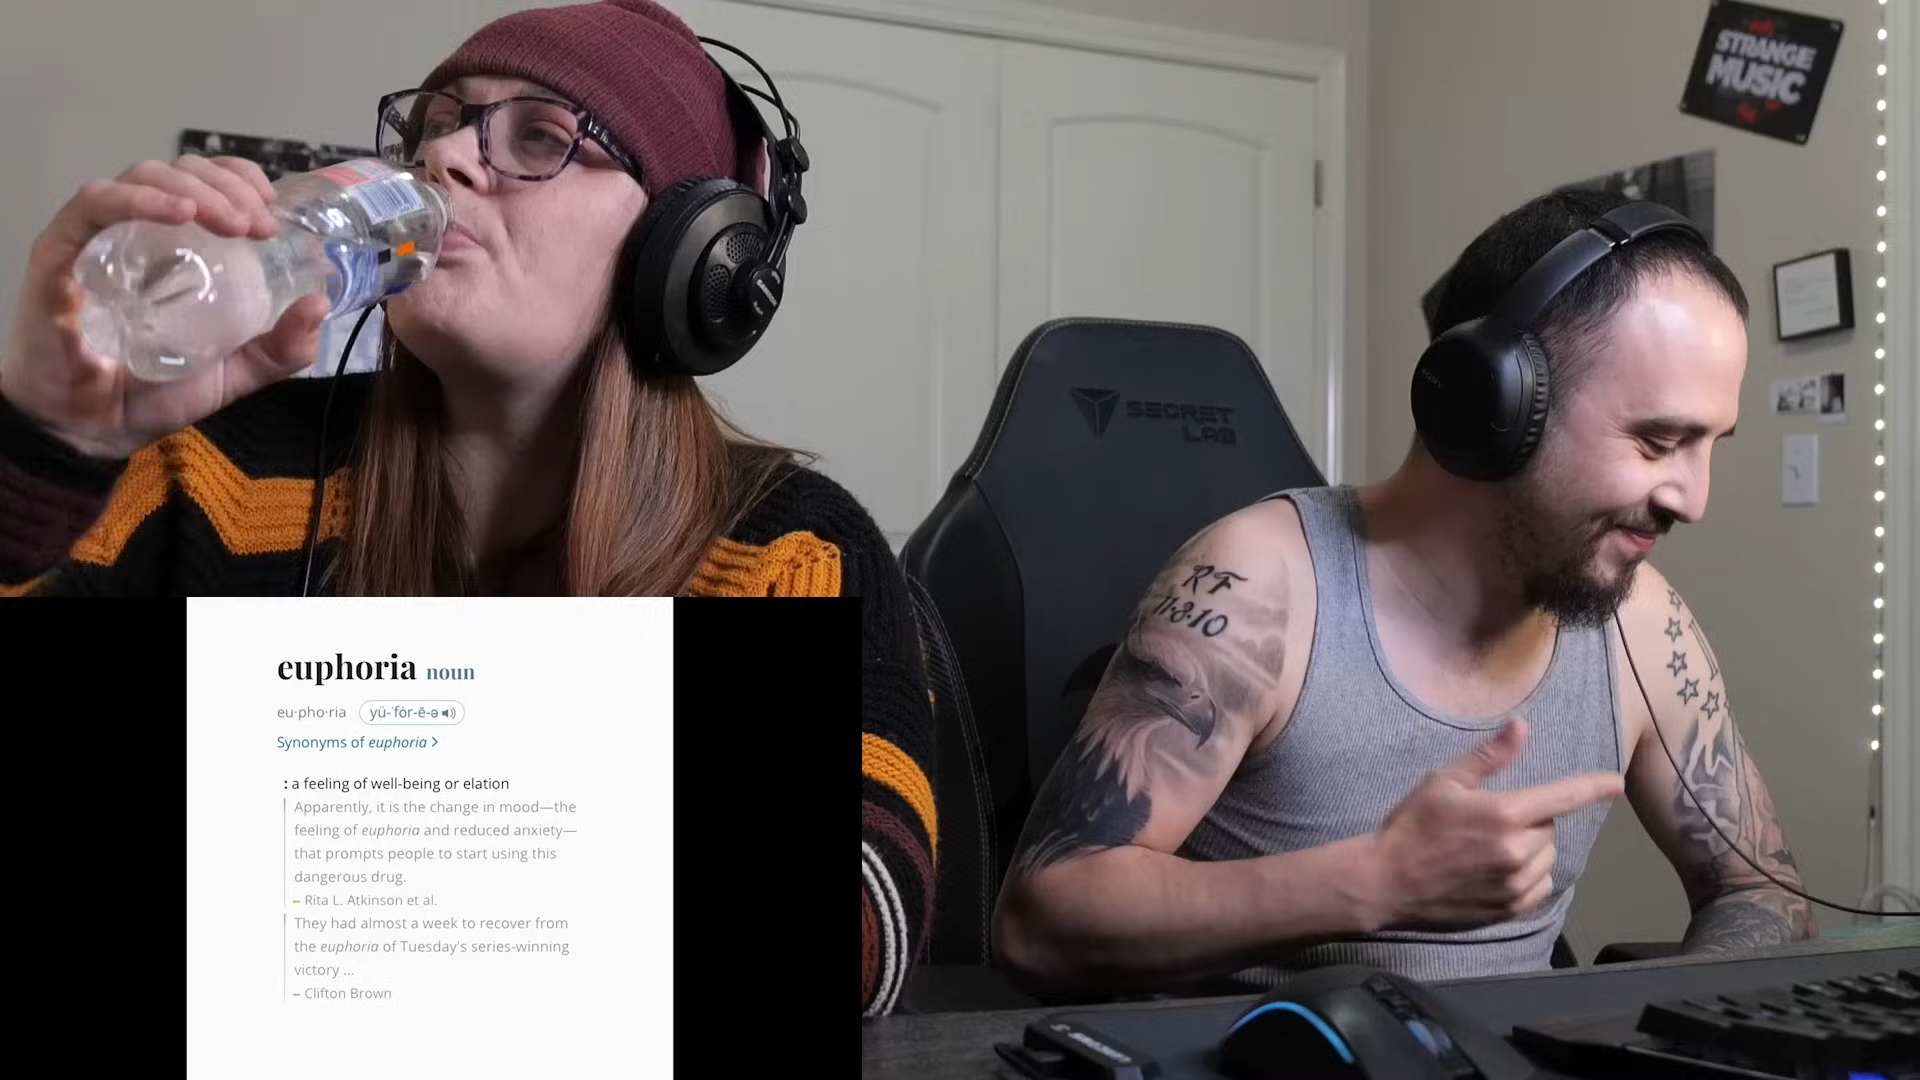 STRANGE
MUSIC
SECRET
LAB
SONY
RF
11·8·10
euphoria noun
eu·pho·ria yü-ˈfȯr-ē-ə
Synonyms of euphoria >
: a feeling of well-being or elation
Apparently, it is the change in mood—the
feeling of euphoria and reduced anxiety—
that prompts people to start using this
dangerous drug.
– Rita L. Atkinson et al.
They had almost a week to recover from
the euphoria of Tuesday's series-winning
victory ...
– Clifton Brown